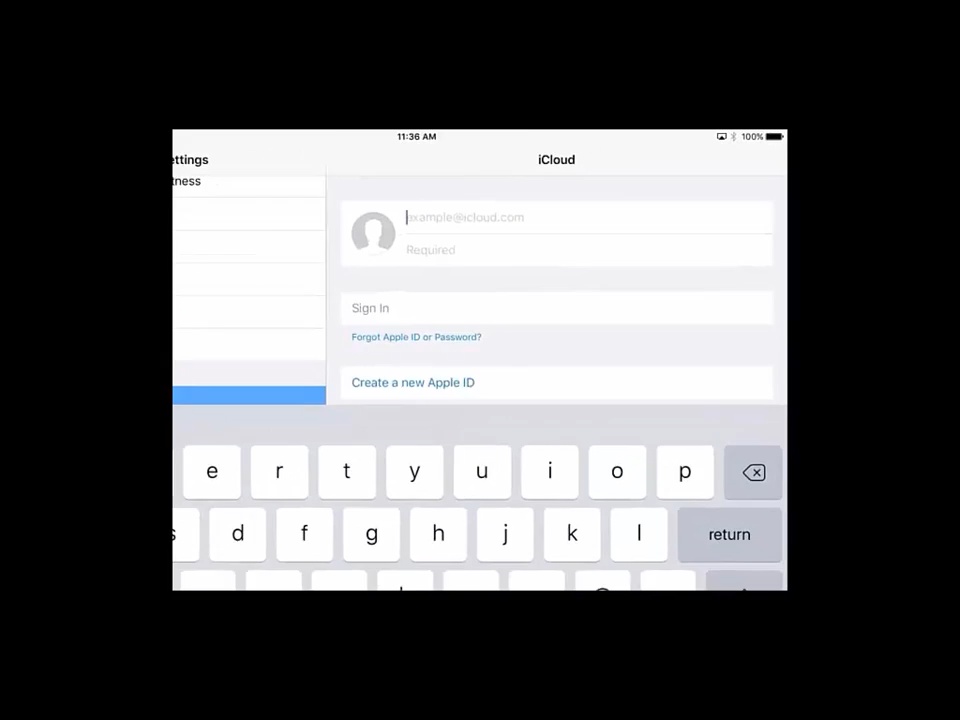 11:36 AM
100%
ettings
iCloud
tness
example@icloud.com
Required
Sign In
Forgot Apple ID or Password?
Create a new Apple ID
e r t y u i o p
s d f g h j k l return